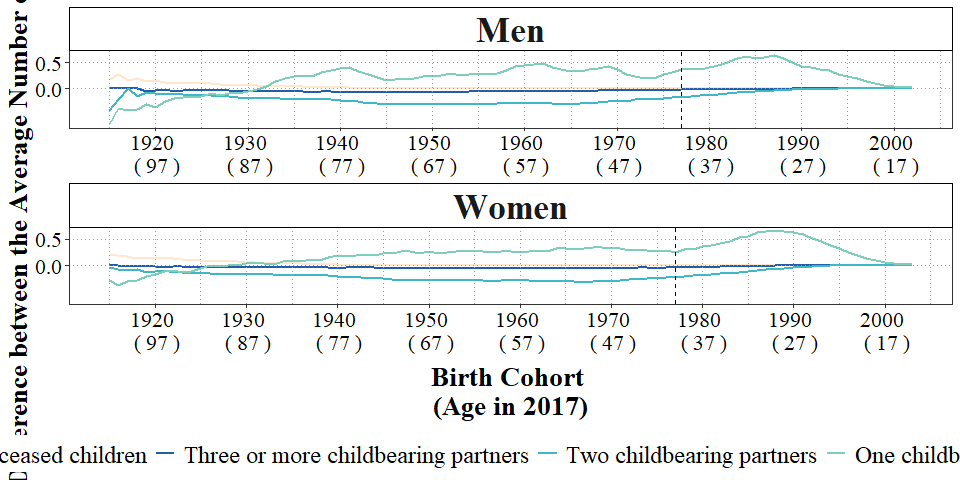 Men
0.5
0.0
1920 1930 1940 1950 1960 1970 1980 1990 2000
( 97 ) ( 87 ) ( 77 ) ( 67 ) ( 57 ) ( 47 ) ( 37 ) ( 27 ) ( 17 )
Women
0.5
0.0
1920 1930 1940 1950 1960 1970 1980 1990 2000
( 97 ) ( 87 ) ( 77 ) ( 67 ) ( 57 ) ( 47 ) ( 37 ) ( 27 ) ( 17 )
Birth Cohort
(Age in 2017)
erence between the Average Number
ceased children Three or more childbearing partners Two childbearing partners One childb